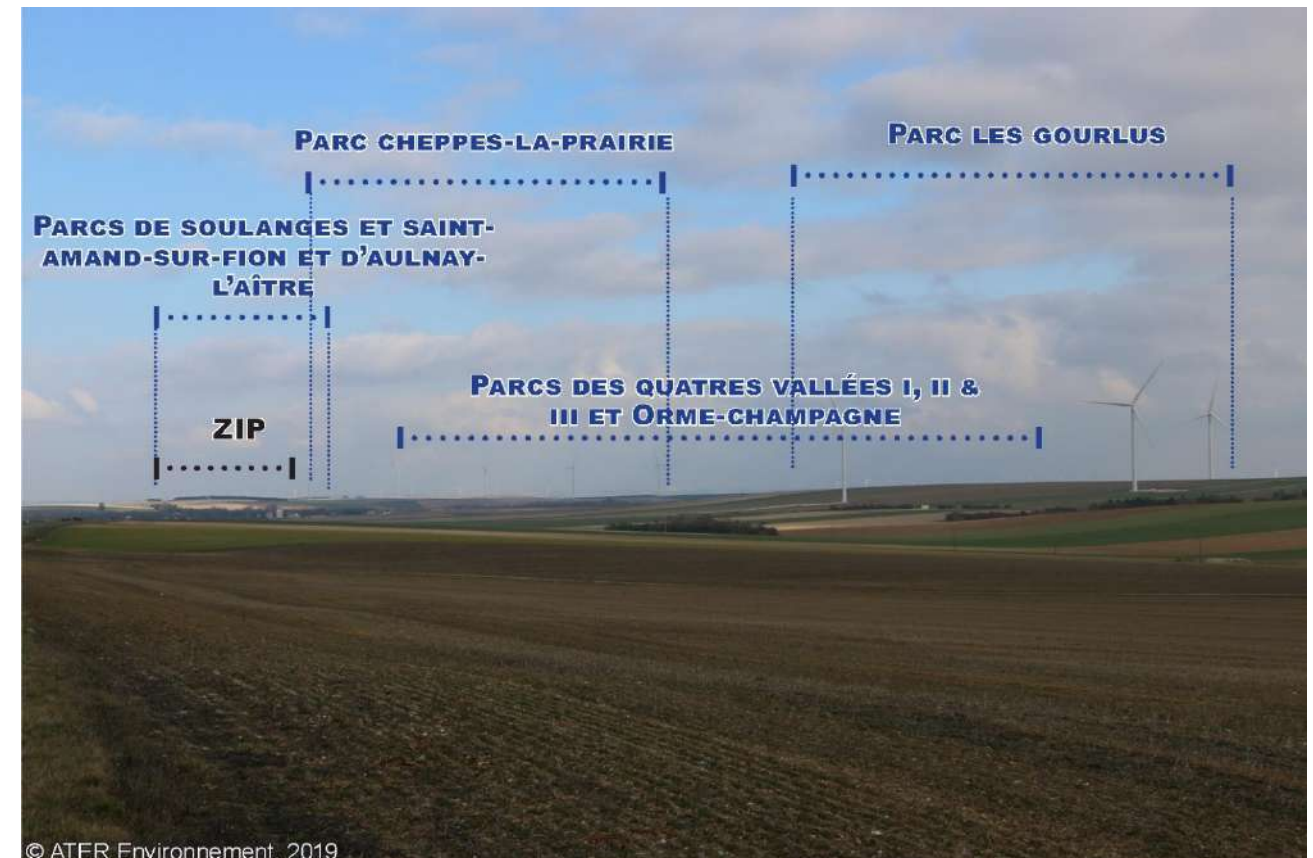 PARC CHEPPES-LA-PRAIRIE
PARC LES GOURLUS
PARCS DE SOULANGES ET SAINT-
AMAND-SUR-FION ET D'AULNAY-
L'AÎTRE
PARCS DES QUATRES VALLÉES I, II &
III ET ORME-CHAMPAGNE
ZIP
© ATER Environnement, 2019